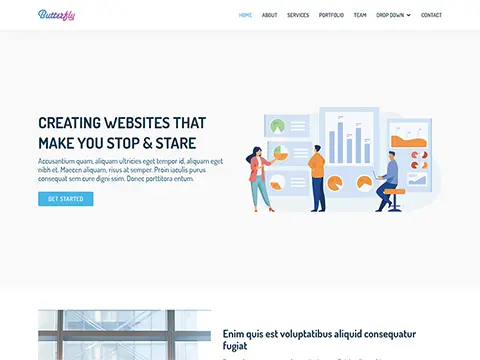 Butterfly
HOME ABOUT SERVICES PORTFOLIO TEAM DROP DOWN CONTACT
CREATING WEBSITES THAT
MAKE YOU STOP & STARE
Accusantium quam, aliquam ultricies eget tempor id, aliquam eget
nibh et. Maecen aliquam, risus at semper. Proin iaculis purus
consequat sem cure digni ssim. Donec porttitora entum.
GET STARTED
Enim quis est voluptatibus aliquid consequatur
fugiat